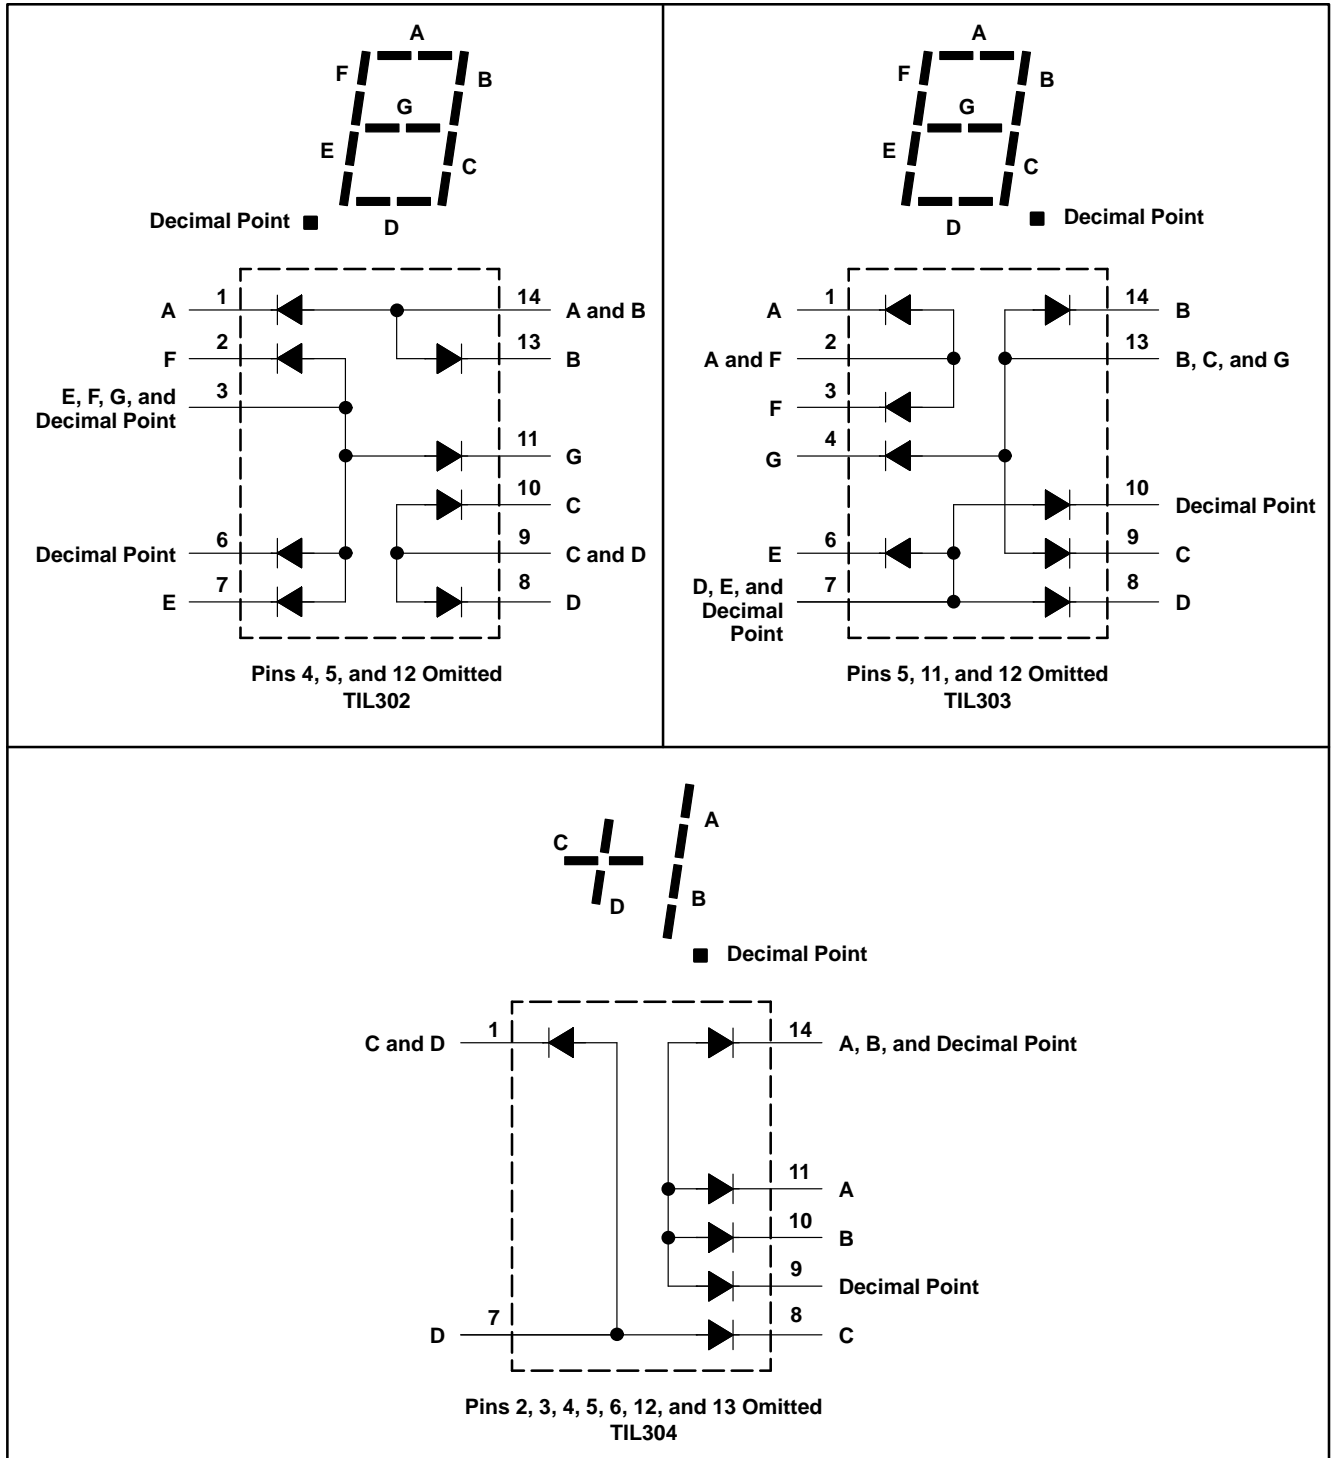 A
F
B
G
E
C
D
Decimal Point
A 1
14 A and B
F 2
13 B
E, F, G, and
Decimal Point
3
11 G
10 C
Decimal Point 6
9 C and D
E 7
8 D
Pins 4, 5, and 12 Omitted
TIL302
A
F
B
G
E
C
D
Decimal Point
A 1
14 B
A and F 2
13 B, C, and G
F 3
G 4
10 Decimal Point
E 6
9 C
D, E, and
Decimal
Point
7
8 D
Pins 5, 11, and 12 Omitted
TIL303
A
C
B
D
Decimal Point
C and D 1
14 A, B, and Decimal Point
11 A
10 B
9 Decimal Point
D 7
8 C
Pins 2, 3, 4, 5, 6, 12, and 13 Omitted
TIL304